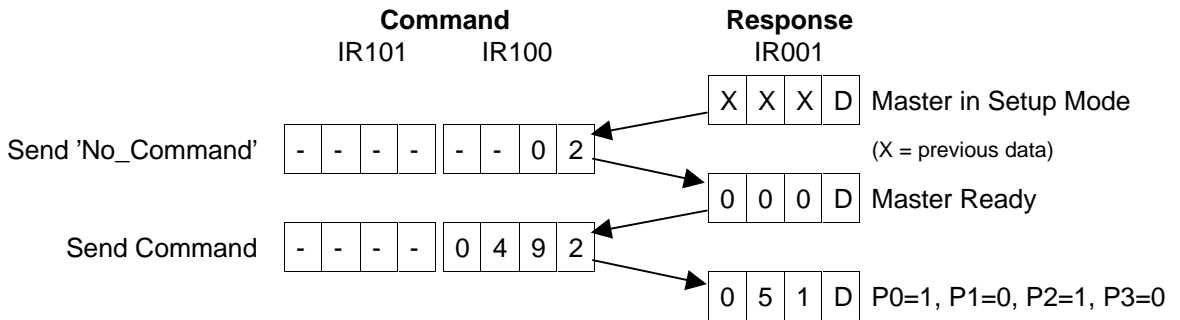 Command Response
IR101 IR100 IR001
X X X D Master in Setup Mode
Send 'No_Command' - - - - - - 0 2 (X = previous data)
0 0 0 D Master Ready
Send Command - - - - 0 4 9 2
0 5 1 D P0=1, P1=0, P2=1, P3=0